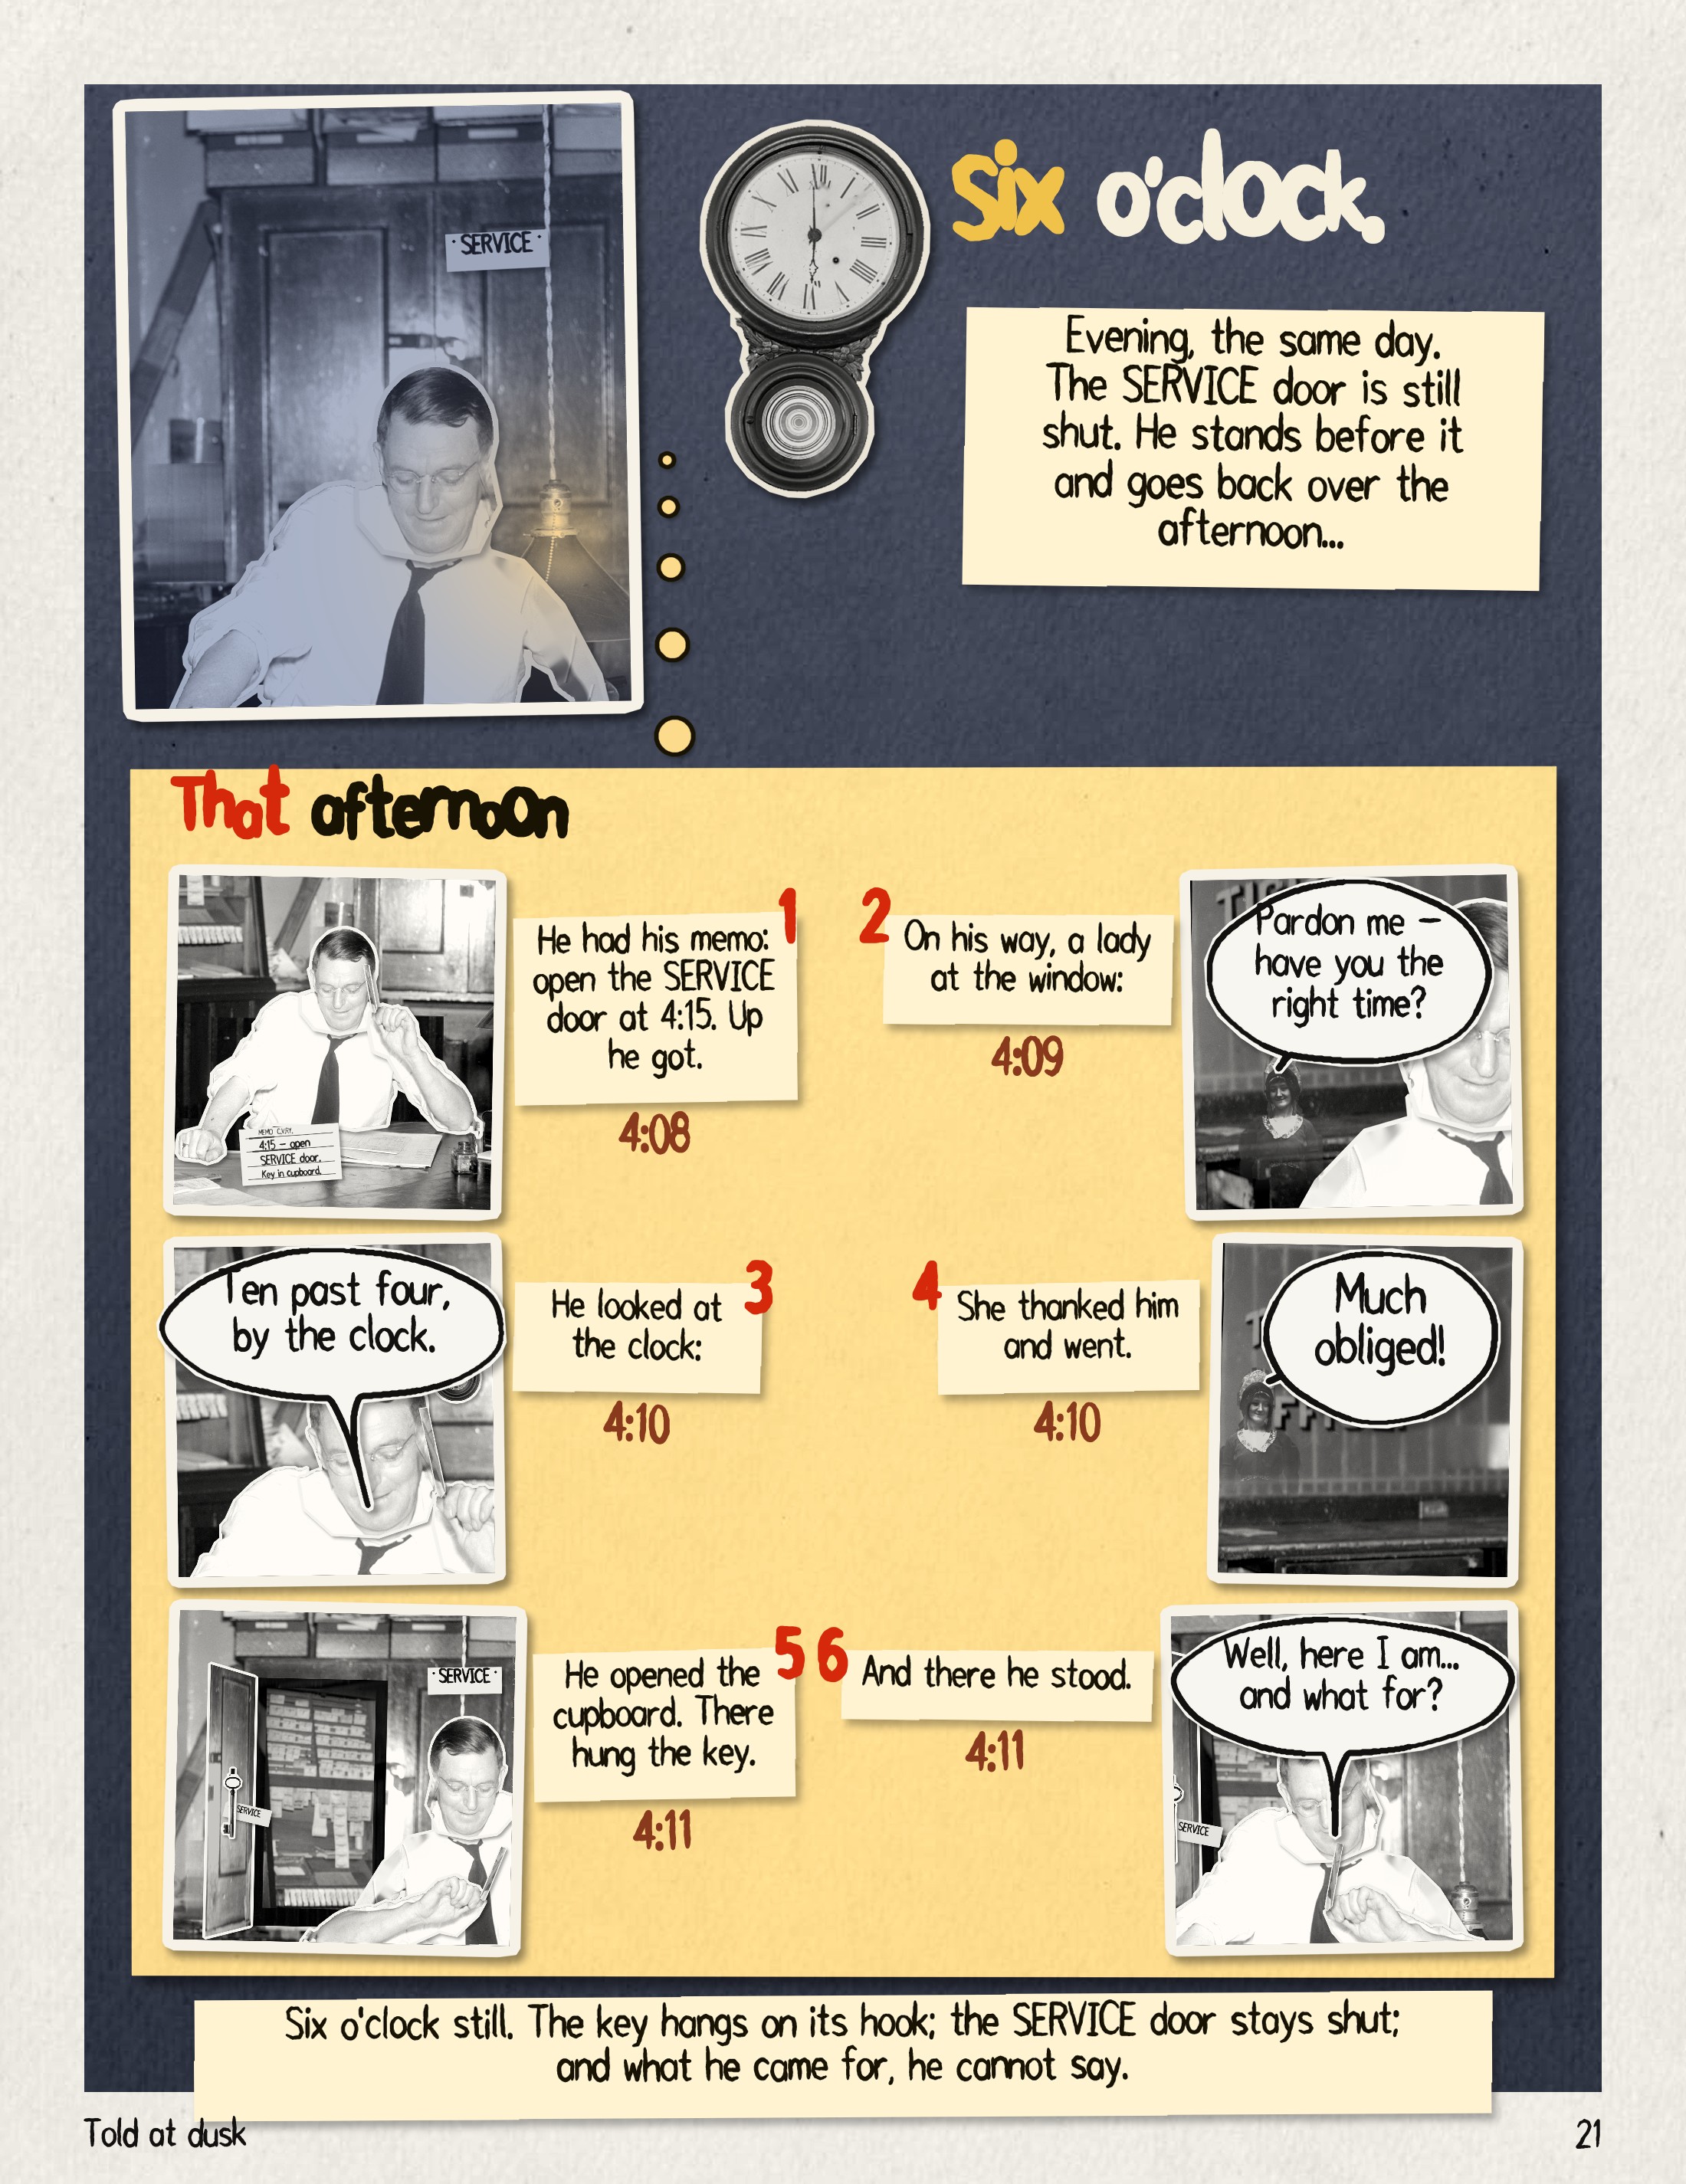 SERVICE
Six o'clock.
Evening, the same day.
The SERVICE door is still
shut. He stands before it
and goes back over the
afternoon...
That afternoon
MEMO
4:15 – open
SERVICE door.
Key in cupboard.
He had his memo:
open the SERVICE
door at 4:15. Up
he got.
1
4:08
2
On his way, a lady
at the window:
4:09
Pardon me –
have you the
right time?
Ten past four,
by the clock.
He looked at
the clock:
3
4:10
4
She thanked him
and went.
4:10
Much
obliged!
SERVICE
SERVICE
He opened the
cupboard. There
hung the key.
5
4:11
6
And there he stood.
4:11
Well, here I am...
and what for?
SERVICE
Six o'clock still. The key hangs on its hook; the SERVICE door stays shut;
and what he came for, he cannot say.
Told at dusk
21